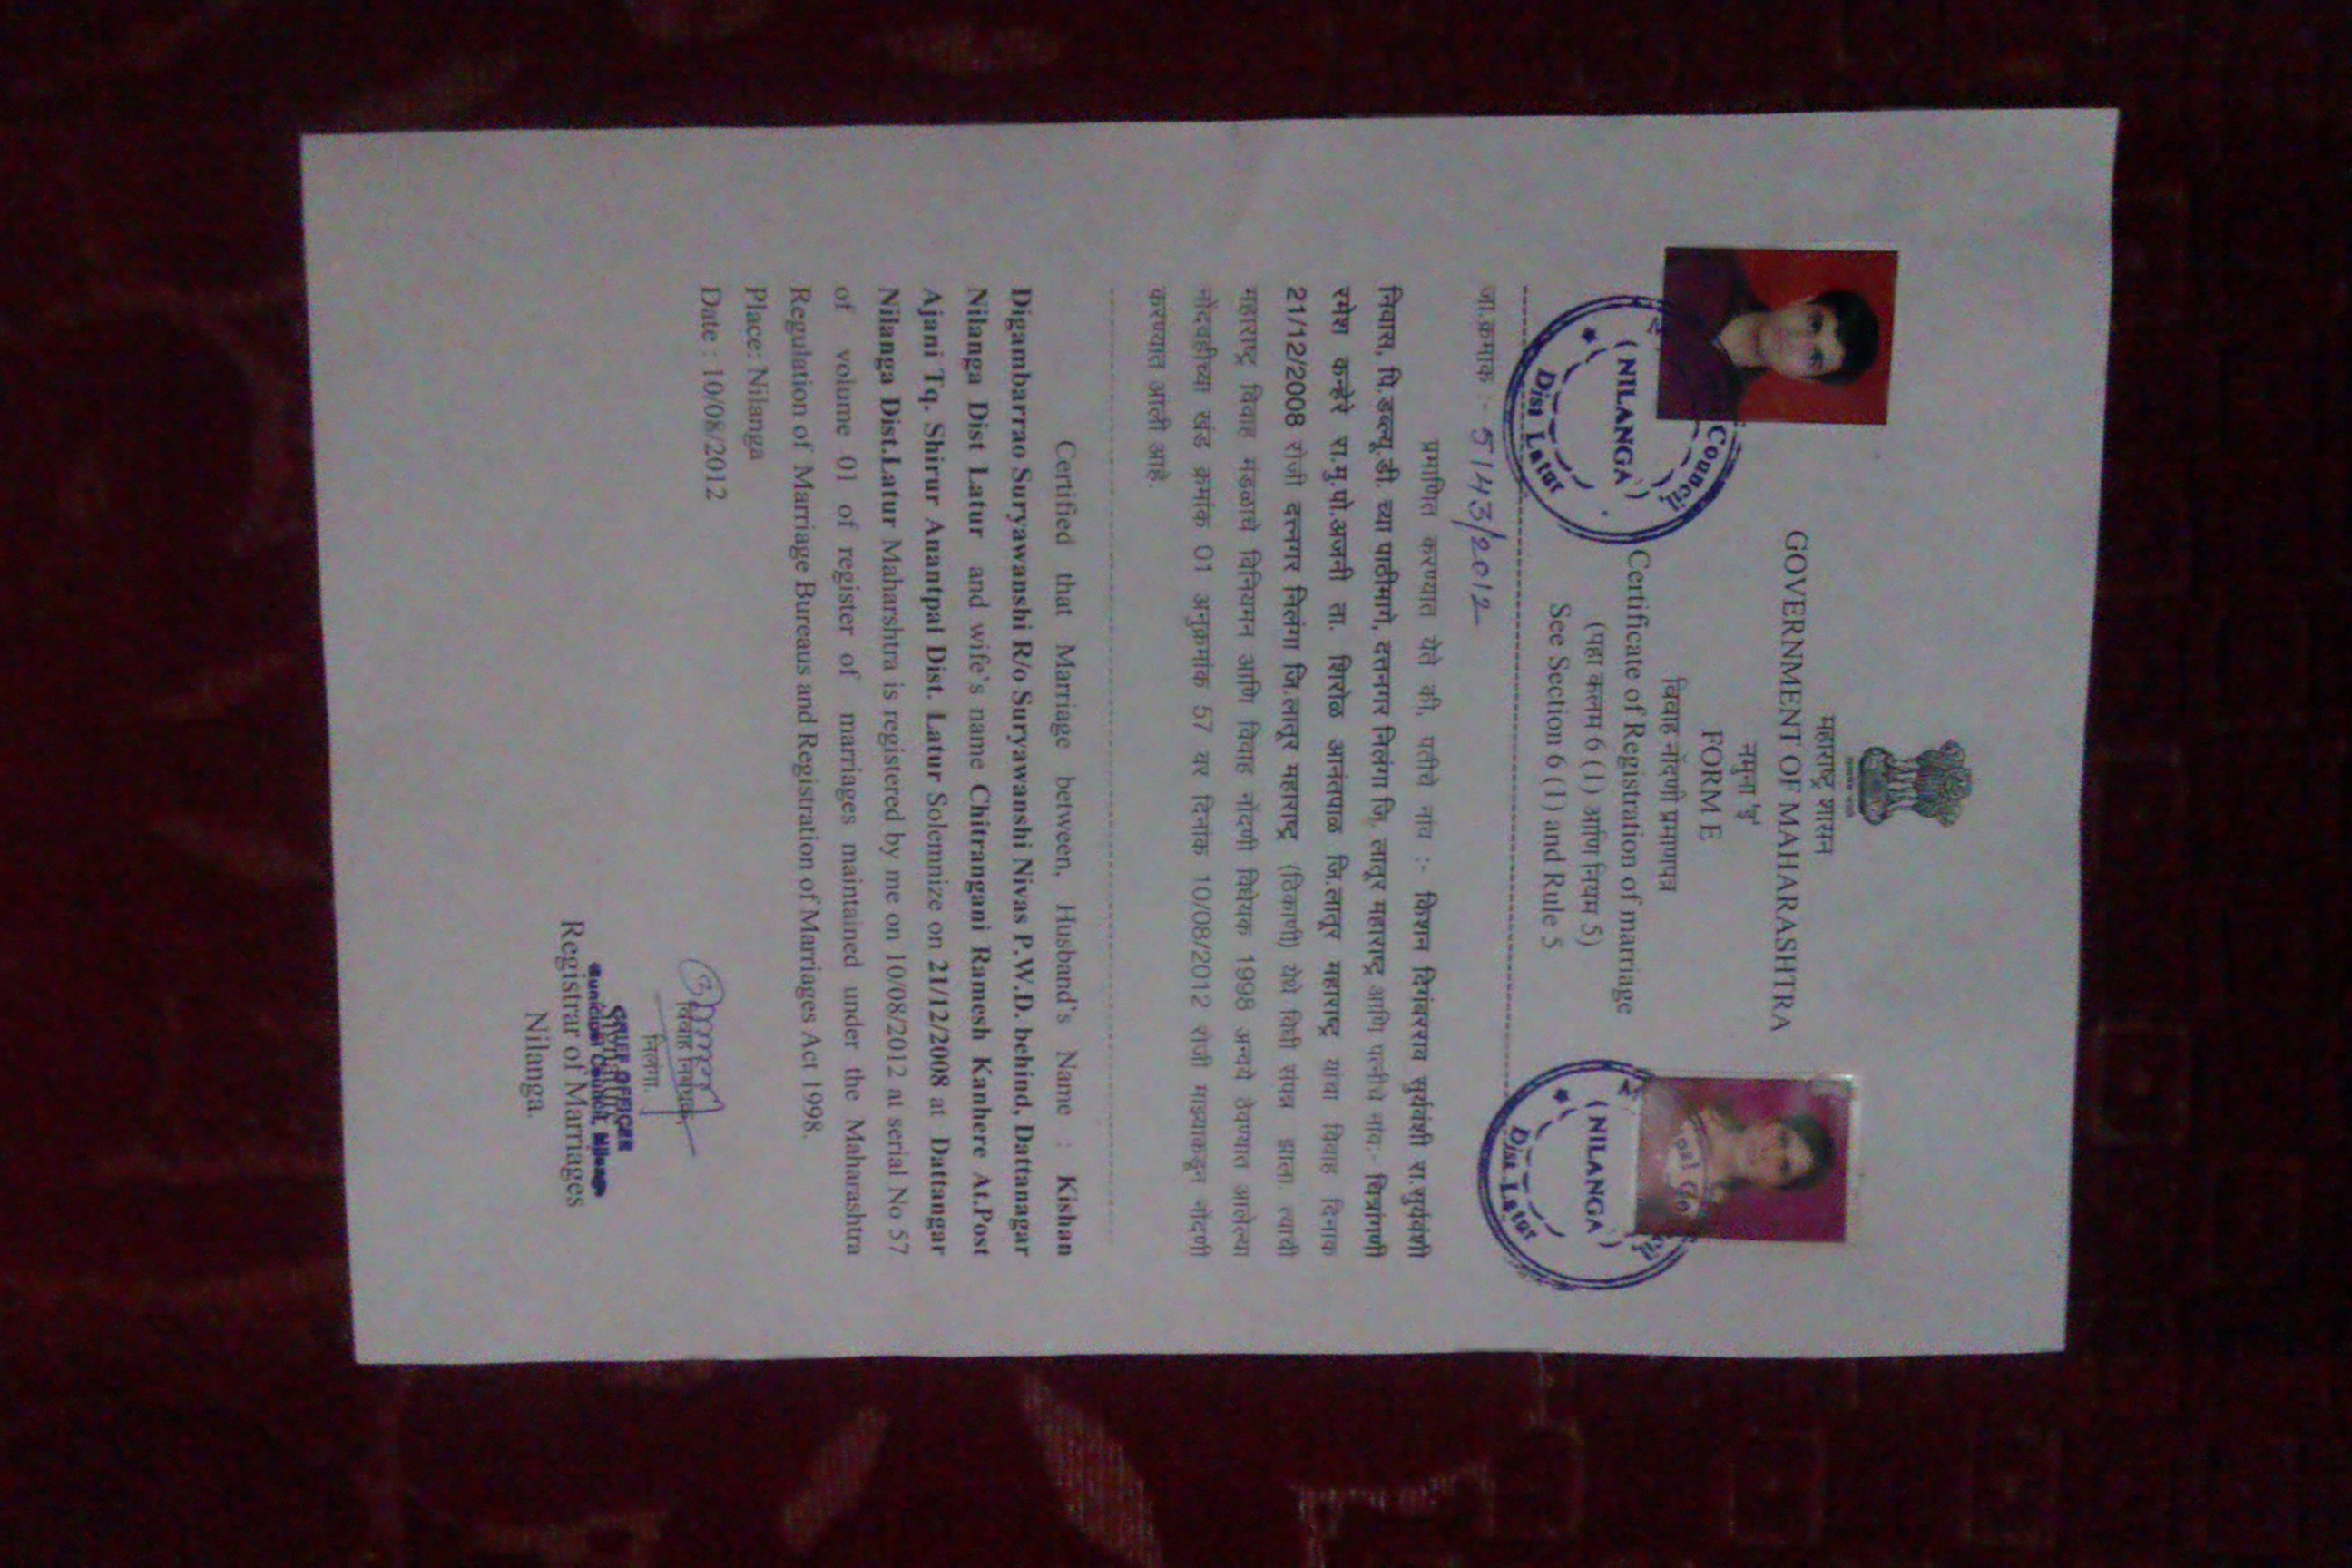 महाराष्ट्र शासन
GOVERNMENT OF MAHARASHTRA
नमुना 'ई'
FORM E
विवाह नोंदणी प्रमाणपत्र
Certificate of Registration of marriage
(पहा कलम 6 (1) आणि नियम 5)
See Section 6 (1) and Rule 5
Council,
(NILANGA)
Dist Latur
(NILANGA)
Dist Latur
जा.क्रमांक :- 5143/2012
प्रमाणित करण्यात येते की, पतीचे नांव :- किशन दिगंबरराव सुर्यवंशी रा.सुर्यवंशी
निवास, पि.डब्ल्यु.डी. च्या पाठीमागे, दत्तनगर निलंगा जि. लातुर महाराष्ट्र आणि पत्नीचे नांव:- चित्रांगणी
रमेश कन्हेरे रा.मु.पो.अजनी ता. शिरोळ आनंतपाळ जि.लातूर महाराष्ट्र यांचा विवाह दिनांक
21/12/2008 रोजी दत्तनगर निलंगा जि.लातूर महाराष्ट्र (ठिकाणी) येथे विधी संपन्न झाला. त्याची
महाराष्ट्र विवाह मंडळाचे विनियमन आणि विवाह नोंदणी विधेयक 1998 अन्वये ठेवण्यात आलेल्या
नोंदवहीच्या खंड क्रमांक 01 अनुक्रमांक 57 वर दिनांक 10/08/2012 रोजी माझ्याकडून नोंदणी
करण्यात आली आहे.
Certified that Marriage between, Husband's Name : Kishan
Digambarrao Suryawanshi R/o Suryawanshi Nivas P.W.D. behind, Dattanagar
Nilanga Dist Latur and wife's name Chitrangani Ramesh Kanhere At.Post
Ajani Tq. Shirur Anantpal Dist. Latur Solemnize on 21/12/2008 at Dattangar
Nilanga Dist.Latur Maharshtra is registered by me on 10/08/2012 at serial No 57
of volume 01 of register of marriages maintained under the Maharashtra
Regulation of Marriage Bureaus and Registration of Marriages Act 1998.
Place: Nilanga
Date : 10/08/2012
विवाह निबंधक,
निलंगा.
CHIEF OFFICER
Municipal Council, Nilanga
Registrar of Marriages
Nilanga.